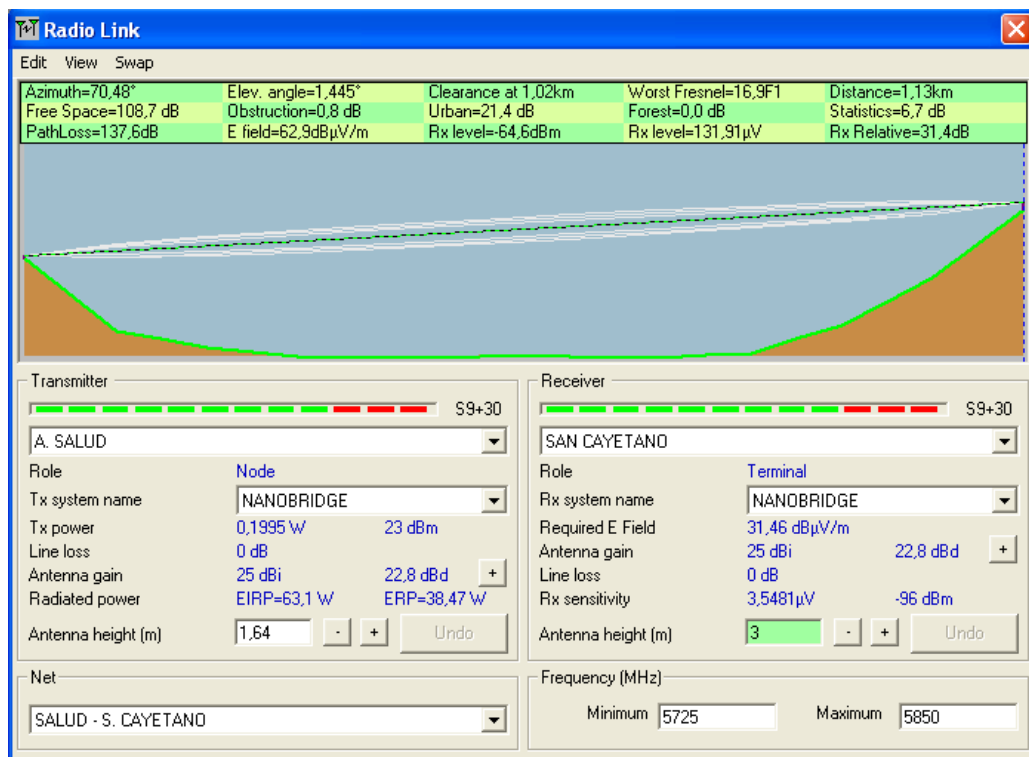 Radio Link
Edit View Swap
Azimuth=70,48° Elev. angle=1,445° Clearance at 1,02km Worst Fresnel=16,9F1 Distance=1,13km
Free Space=108,7 dB Obstruction=0,8 dB Urban=21,4 dB Forest=0,0 dB Statistics=6,7 dB
PathLoss=137,6dB E field=62,9dBµV/m Rx level=-64,6dBm Rx level=131,91µV Rx Relative=31,4dB
Transmitter
S9+30
A. SALUD
Role Node
Tx system name NANOBRIDGE
Tx power 0,1995 W 23 dBm
Line loss 0 dB
Antenna gain 25 dBi 22,8 dBd +
Radiated power EIRP=63,1 W ERP=38,47 W
Antenna height (m) 1,64 - + Undo
Receiver
S9+30
SAN CAYETANO
Role Terminal
Rx system name NANOBRIDGE
Required E Field 31,46 dBµV/m
Antenna gain 25 dBi 22,8 dBd +
Line loss 0 dB
Rx sensitivity 3,5481µV -96 dBm
Antenna height (m) 3 - + Undo
Net
SALUD - S. CAYETANO
Frequency (MHz)
Minimum 5725 Maximum 5850